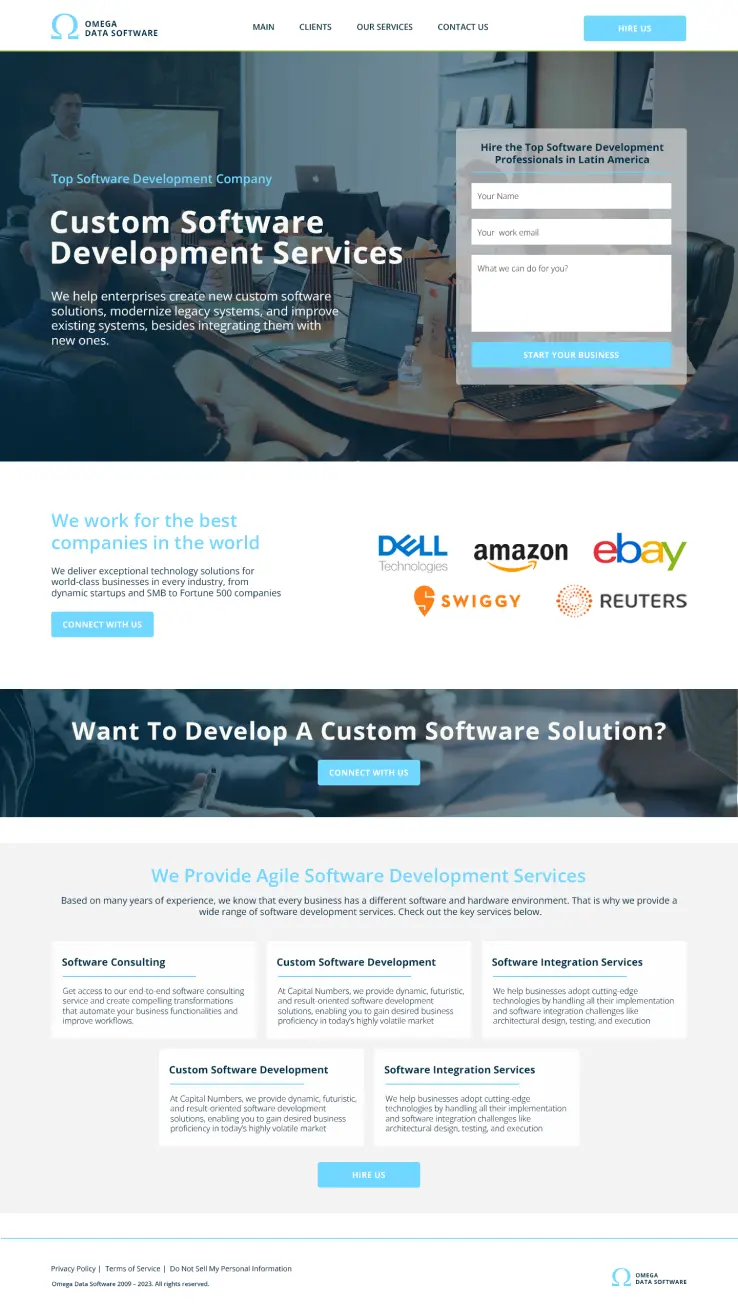 OMEGA
DATA SOFTWARE
MAIN
CLIENTS
OUR SERVICES
CONTACT US
HIRE US
Top Software Development Company
Custom Software
Development Services
We help enterprises create new custom software
solutions, modernize legacy systems, and improve
existing systems, besides integrating them with
new ones.
Hire the Top Software Development
Professionals in Latin America
Your Name
Your work email
What we can do for you?
START YOUR BUSINESS
We work for the best
companies in the world
We deliver exceptional technology solutions for
world-class businesses in every industry, from
dynamic startups and SMB to Fortune 500 companies
CONNECT WITH US
DELL
Technologies
amazon
ebay
SWIGGY
REUTERS
Want To Develop A Custom Software Solution?
CONNECT WITH US
We Provide Agile Software Development Services
Based on many years of experience, we know that every business has a different software and hardware environment. That is why we provide a
wide range of software development services. Check out the key services below.
Software Consulting
Get access to our end-to-end software consulting
service and create compelling transformations
that automate your business functionalities and
improve workflows.
Custom Software Development
At Capital Numbers, we provide dynamic, futuristic,
and result-oriented software development
solutions, enabling you to gain desired business
proficiency in today's highly volatile market
Software Integration Services
We help businesses adopt cutting-edge
technologies by handling all their implementation
and software integration challenges like
architectural design, testing, and execution
Custom Software Development
At Capital Numbers, we provide dynamic, futuristic,
and result-oriented software development
solutions, enabling you to gain desired business
proficiency in today's highly volatile market
Software Integration Services
We help businesses adopt cutting-edge
technologies by handling all their implementation
and software integration challenges like
architectural design, testing, and execution
HIRE US
Privacy Policy | Terms of Service | Do Not Sell My Personal Information
Omega Data Software 2009 – 2023. All rights reserved.
OMEGA
DATA SOFTWARE